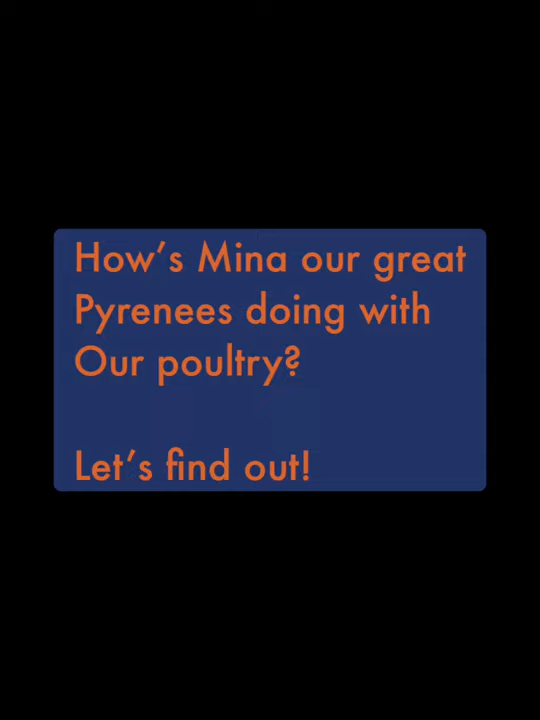 How’s Mina our great
Pyrenees doing with
Our poultry?
Let’s find out!